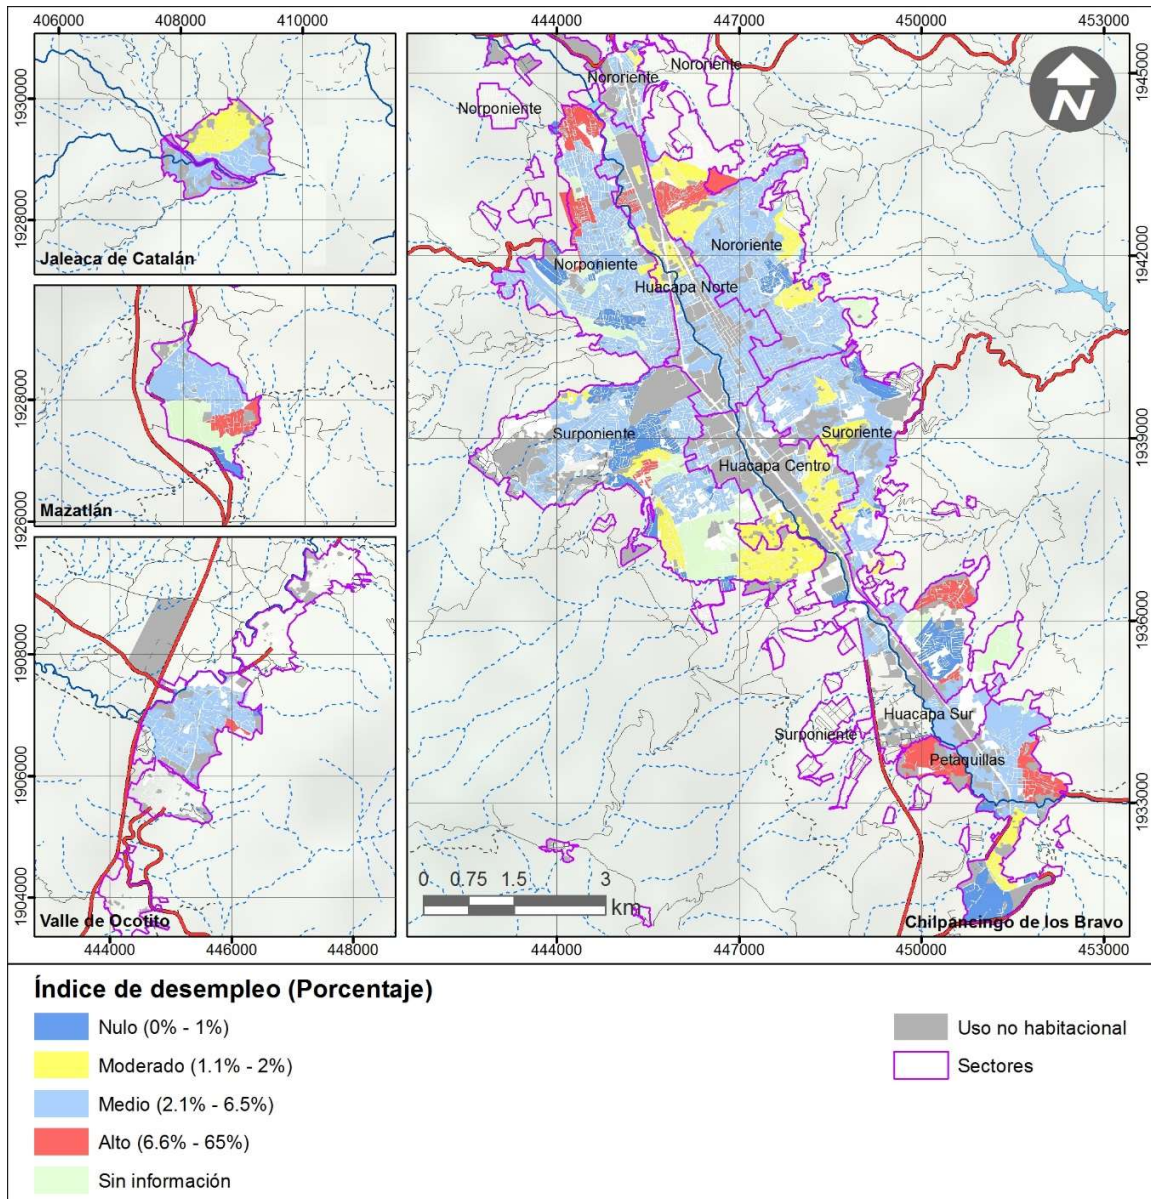 406000 408000 410000
444000 447000 450000 453000
1930000
1928000
Jaleaca de Catalán
1928000
1926000
Mazatlán
1908000
1906000
1904000
Valle de Ocotito
444000 446000 448000
N
1945000
1942000
1939000
1936000
1933000
Nororiente
Nororiente
Norponiente
Nororiente
Norponiente
Huacapa Norte
Surponiente
Suroriente
Huacapa Centro
Huacapa Sur
Surponiente
Petaquillas
0 0.75 1.5 3
km
Chilpancingo de los Bravo
444000 447000 450000 453000
Índice de desempleo (Porcentaje)
Nulo (0% - 1%)
Moderado (1.1% - 2%)
Medio (2.1% - 6.5%)
Alto (6.6% - 65%)
Sin información
Uso no habitacional
Sectores